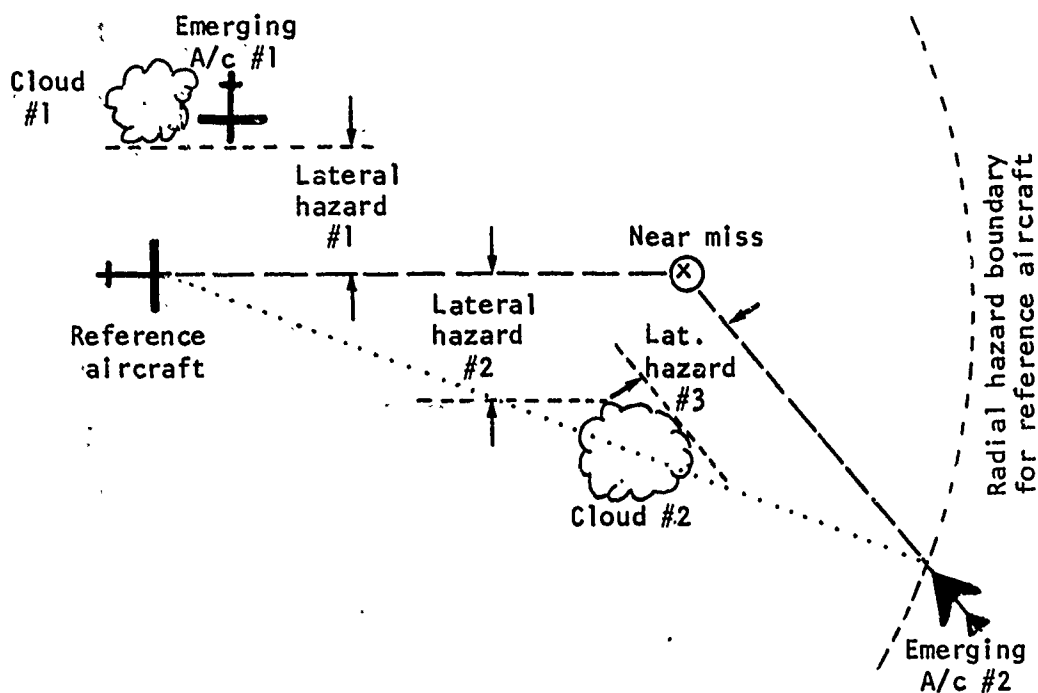 Emerging
A/c #1
Cloud
#1
Lateral
hazard
#1
Near miss
Reference
aircraft
Lateral
hazard
#2
Lat.
hazard
#3
Cloud #2
Radial hazard boundary
for reference aircraft
Emerging
A/c #2